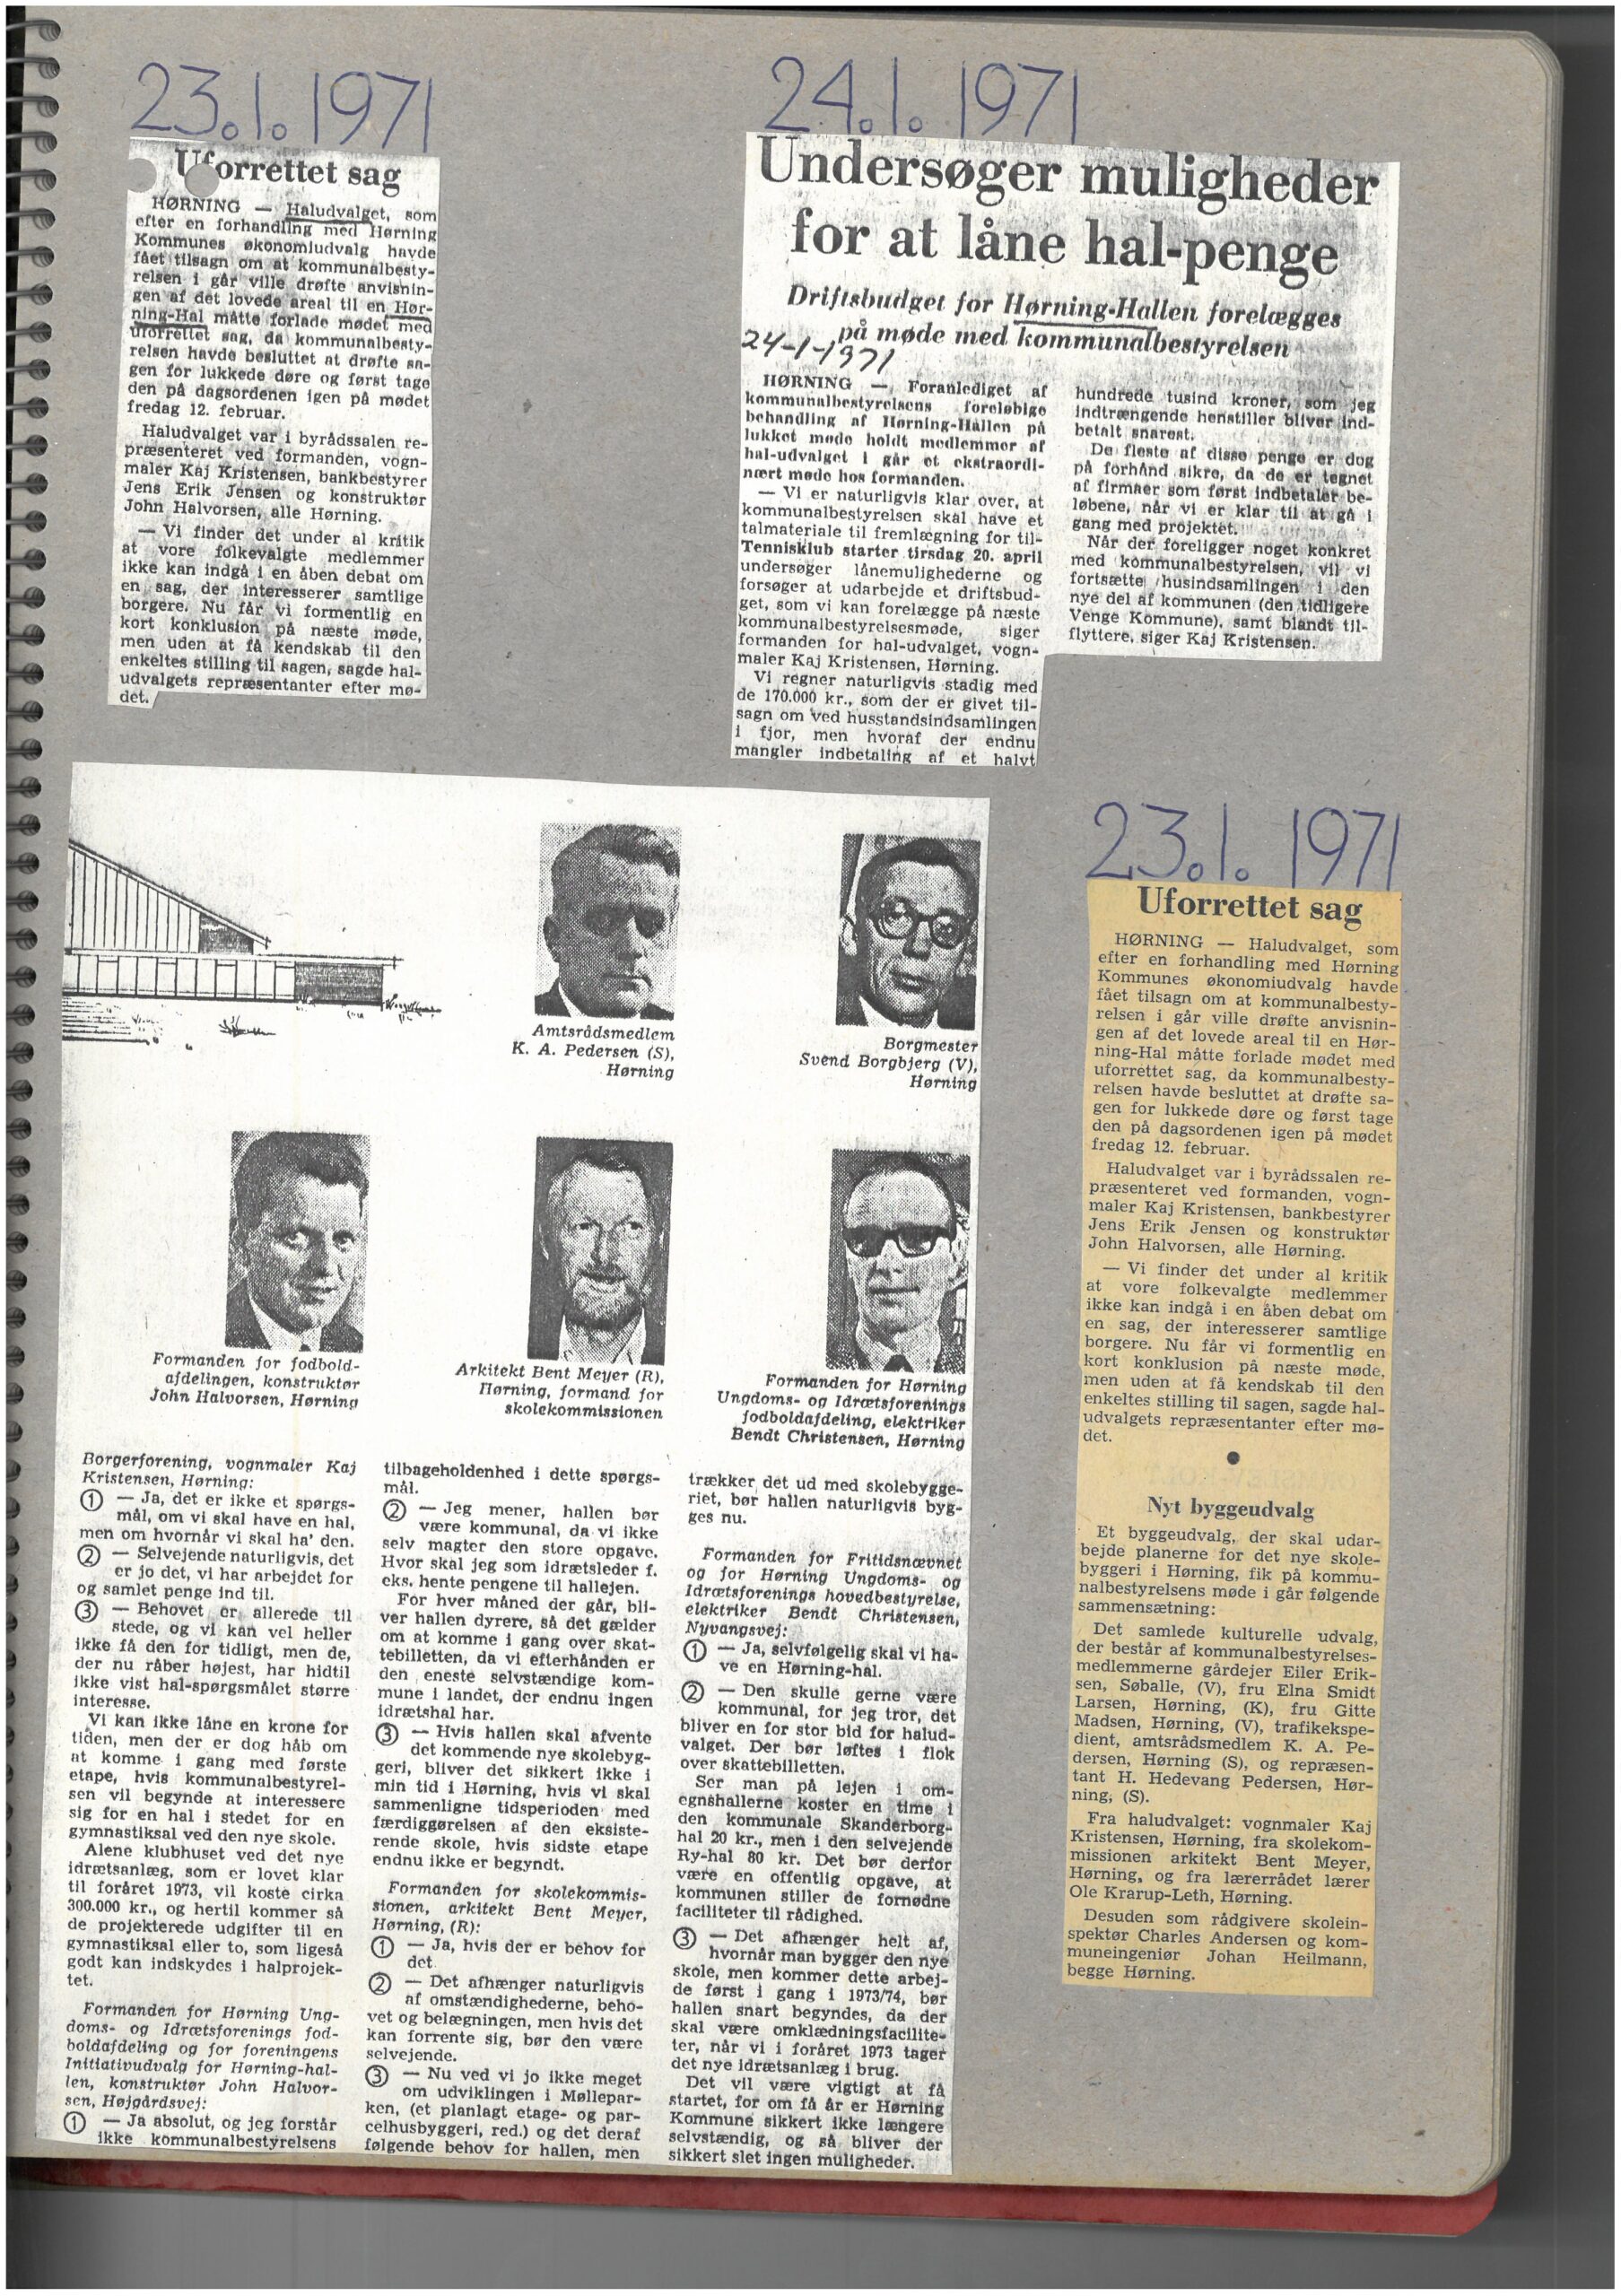 23.1.1971
Uforrettet sag
HØRNING — Haludvalget, som
efter en forhandling med Hørning
Kommunes økonomiudvalg havde
fået tilsagn om at kommunalbesty-
relsen i går ville drøfte anvisnin-
gen af det lovede areal til en Hør-
ning-Hal måtte forlade mødet med
uforrettet sag, da kommunalbesty-
relsen havde besluttet at drøfte sa-
gen for lukkede døre og først tage
den på dagsordenen igen på mødet
fredag 12. februar.
Haludvalget var i byrådssalen re-
præsenteret ved formanden, vogn-
maler Kaj Kristensen, bankbestyrer
Jens Erik Jensen og konstruktør
John Halvorsen, alle Hørning.
— Vi finder det under al kritik
at vore folkevalgte medlemmer
ikke kan indgå i en åben debat om
en sag, der interesserer samtlige
borgere. Nu får vi formentlig en
kort konklusion på næste møde,
men uden at få kendskab til den
enkeltes stilling til sagen, sagde hal-
udvalgets repræsentanter efter mø-
det.
24.1.1971
Undersøger muligheder
for at låne hal-penge
Driftsbudget for Hørning-Hallen forelægges
på møde med kommunalbestyrelsen
24-1-1971
HØRNING — Foranlediget af
kommunalbestyrelsens foreløbige
behandling af Hørning-Hallen på
lukket møde holdt medlemmer af
hal-udvalget i går et ekstraordi-
nært møde hos formanden.
— Vi er naturligvis klar over, at
kommunalbestyrelsen skal have et
talmateriale til fremlægning for til-
Tennisklub starter tirsdag 20. april
undersøger lånemulighederne og
forsøger at udarbejde et driftsbud-
get, som vi kan forelægge på næste
kommunalbestyrelsesmøde, siger
formanden for hal-udvalget, vogn-
maler Kaj Kristensen, Hørning.
Vi regner naturligvis stadig med
de 170.000 kr., som der er givet til-
sagn om ved husstandsindsamlingen
i fjor, men hvoraf der endnu
mangler indbetaling af et halvt
hundrede tusind kroner, som jeg
indtrængende henstiller bliver ind-
betalt snarest.
De fleste af disse penge er dog
på forhånd sikre, da de er tegnet
af firmaer som først indbetaler be-
løbene, når vi er klar til at gå i
gang med projektet.
Når der foreligger noget konkret
med kommunalbestyrelsen, vil vi
fortsætte husindsamlingen i den
nye del af kommunen (den tidligere
Venge Kommune), samt blandt til-
flyttere, siger Kaj Kristensen.
Amtsrådsmedlem
K. A. Pedersen (S),
Hørning
Borgmester
Svend Borgbjerg (V),
Hørning
Formanden for fodbold-
afdelingen, konstruktør
John Halvorsen, Hørning
Arkitekt Bent Meyer (R),
Hørning, formand for
skolekommissionen
Formanden for Hørning
Ungdoms- og Idrætsforenings
fodboldafdeling, elektriker
Bendt Christensen, Hørning
Borgerforening, vognmaler Kaj
Kristensen, Hørning:
① — Ja, det er ikke et spørgs-
mål, om vi skal have en hal,
men om hvornår vi skal ha' den.
② — Selvejende naturligvis, det
er jo det, vi har arbejdet for
og samlet penge ind til.
③ — Behovet er allerede til
stede, og vi kan vel heller
ikke få den for tidligt, men de,
der nu råber højest, har hidtil
ikke vist hal-spørgsmålet større
interesse.
Vi kan ikke låne en krone for
tiden, men der er dog håb om
at komme i gang med første
etape, hvis kommunalbestyrel-
sen vil begynde at interessere
sig for en hal i stedet for en
gymnastiksal ved den nye skole.
Alene klubhuset ved det nye
idrætsanlæg, som er lovet klar
til foråret 1973, vil koste cirka
300.000 kr., og hertil kommer så
de projekterede udgifter til en
gymnastiksal eller to, som ligeså
godt kan indskydes i halprojek-
tet.
Formanden for Hørning Ung-
doms- og Idrætsforenings fod-
boldafdeling og for foreningens
Initiativudvalg for Hørning-hal-
len, konstruktør John Halvor-
sen, Højgårdsvej:
① — Ja absolut, og jeg forstår
ikke kommunalbestyrelsens
tilbageholdenhed i dette spørgs-
mål.
② — Jeg mener, hallen bør
være kommunal, da vi ikke
selv magter den store opgave.
Hvor skal jeg som idrætsleder f.
eks. hente pengene til hallejen.
For hver måned der går, bli-
ver hallen dyrere, så det gælder
om at komme i gang over skat-
tebilletten, da vi efterhånden er
den eneste selvstændige kom-
mune i landet, der endnu ingen
idrætshal har.
③ — Hvis hallen skal afvente
det kommende nye skolebyg-
geri, bliver det sikkert ikke i
min tid i Hørning, hvis vi skal
sammenligne tidsperioden med
færdiggørelsen af den eksiste-
rende skole, hvis sidste etape
endnu ikke er begyndt.
Formanden for skolekommis-
sionen, arkitekt Bent Meyer,
Hørning, (R):
① — Ja, hvis der er behov for
det.
② — Det afhænger naturligvis
af omstændighederne, beho-
vet og belægningen, men hvis det
kan forrente sig, bør den være
selvejende.
③ — Nu ved vi jo ikke meget
om udviklingen i Møllepar-
ken, (et planlagt etage- og par-
celhusbyggeri, red.) og det deraf
følgende behov for hallen, men
trækker det ud med skolebygge-
riet, bør hallen naturligvis byg-
ges nu.
Formanden for Fritidsnævnet
og for Hørning Ungdoms- og
Idrætsforenings hovedbestyrelse,
elektriker Bendt Christensen,
Nyvangsvej:
① — Ja, selvfølgelig skal vi ha-
ve en Hørning-hal.
② — Den skulle gerne være
kommunal, for jeg tror, det
bliver en for stor bid for halud-
valget. Der bør løftes i flok
over skattebilletten.
Ser man på lejen i om-
egnshallerne koster en time i
den kommunale Skanderborg-
hal 20 kr., men i den selvejende
Ry-hal 80 kr. Det bør derfor
være en offentlig opgave, at
kommunen stiller de fornødne
faciliteter til rådighed.
③ — Det afhænger helt af,
hvornår man bygger den nye
skole, men kommer dette arbej-
de først i gang i 1973/74, bør
hallen snart begyndes, da der
skal være omklædningsfacilite-
ter, når vi i foråret 1973 tager
det nye idrætsanlæg i brug.
Det vil være vigtigt at få
startet, for om få år er Hørning
Kommune sikkert ikke længere
selvstændig, og så bliver der
sikkert slet ingen muligheder.
23.1.1971
Uforrettet sag
HØRNING — Haludvalget, som
efter en forhandling med Hørning
Kommunes økonomiudvalg havde
fået tilsagn om at kommunalbesty-
relsen i går ville drøfte anvisnin-
gen af det lovede areal til en Hør-
ning-Hal måtte forlade mødet med
uforrettet sag, da kommunalbesty-
relsen havde besluttet at drøfte sa-
gen for lukkede døre og først tage
den på dagsordenen igen på mødet
fredag 12. februar.
Haludvalget var i byrådssalen re-
præsenteret ved formanden, vogn-
maler Kaj Kristensen, bankbestyrer
Jens Erik Jensen og konstruktør
John Halvorsen, alle Hørning.
— Vi finder det under al kritik
at vore folkevalgte medlemmer
ikke kan indgå i en åben debat om
en sag, der interesserer samtlige
borgere. Nu får vi formentlig en
kort konklusion på næste møde,
men uden at få kendskab til den
enkeltes stilling til sagen, sagde hal-
udvalgets repræsentanter efter mø-
det.
Nyt byggeudvalg
Et byggeudvalg, der skal udar-
bejde planerne for det nye skole-
byggeri i Hørning, fik på kommu-
nalbestyrelsens møde i går følgende
sammensætning:
Det samlede kulturelle udvalg,
der består af kommunalbestyrelses-
medlemmerne gårdejer Eiler Erik-
sen, Søballe, (V), fru Elna Smidt
Larsen, Hørning, (K), fru Gitte
Madsen, Hørning, (V), trafikekspe-
dient, amtsrådsmedlem K. A. Pe-
dersen, Hørning (S), og repræsen-
tant H. Hedevang Pedersen, Hør-
ning, (S).
Fra haludvalget: vognmaler Kaj
Kristensen, Hørning, fra skolekom-
missionen arkitekt Bent Meyer,
Hørning, og fra lærerrådet lærer
Ole Krarup-Leth, Hørning.
Desuden som rådgivere skolein-
spektør Charles Andersen og kom-
muneingeniør Johan Heilmann,
begge Hørning.